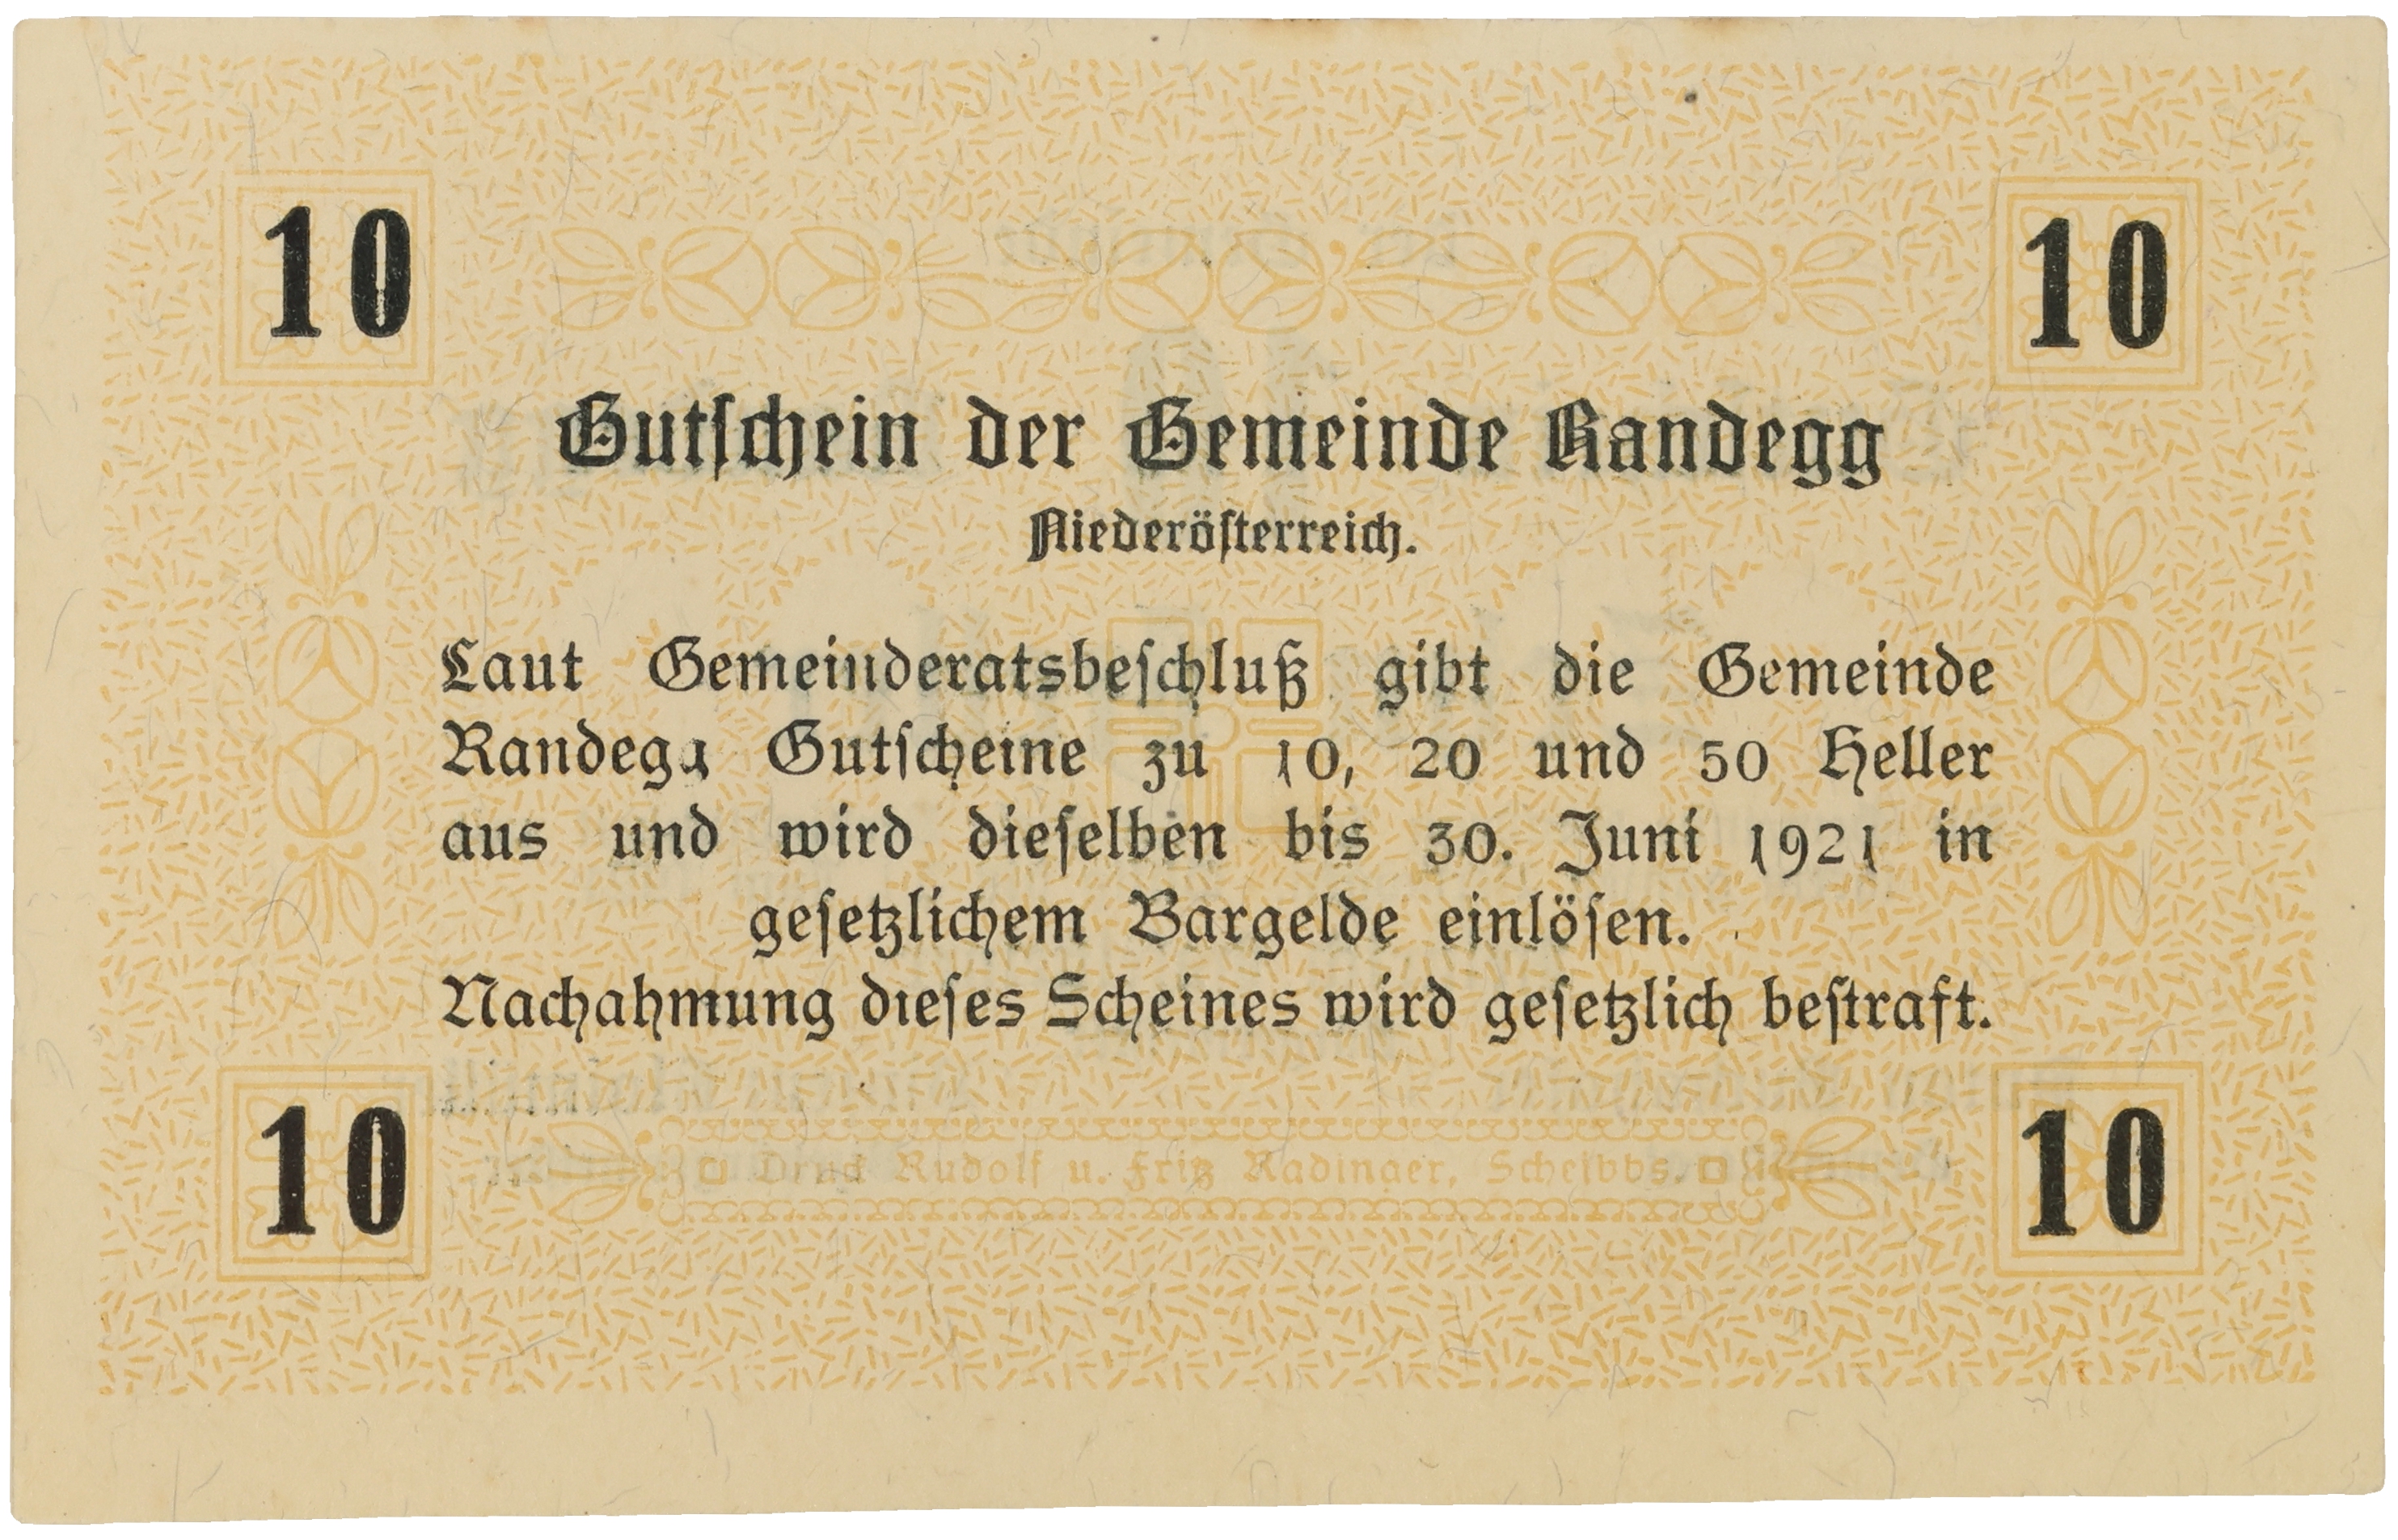 10 10
Gutschein der Gemeinde Randegg
Niederösterreich.
Laut Gemeinderatsbeschluß gibt die Gemeinde
Randegg Gutscheine zu 10, 20 und 50 Heller
aus und wird dieselben bis 30. Juni 1921 in
gesetzlichem Bargelde einlösen.
Nachahmung dieses Scheines wird gesetzlich bestraft.
10 10
Druck Rudolf u. Fritz Radinger, Scheibbs.